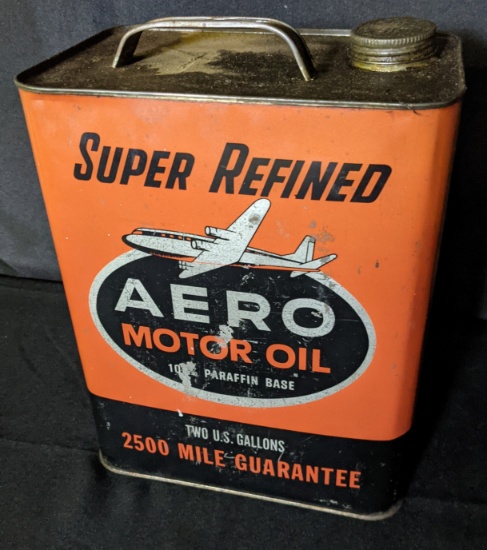 SUPER REFINED
AERO
MOTOR OIL
PARAFFIN BASE
TWO U.S. GALLONS
2500 MILE GUARANTEE